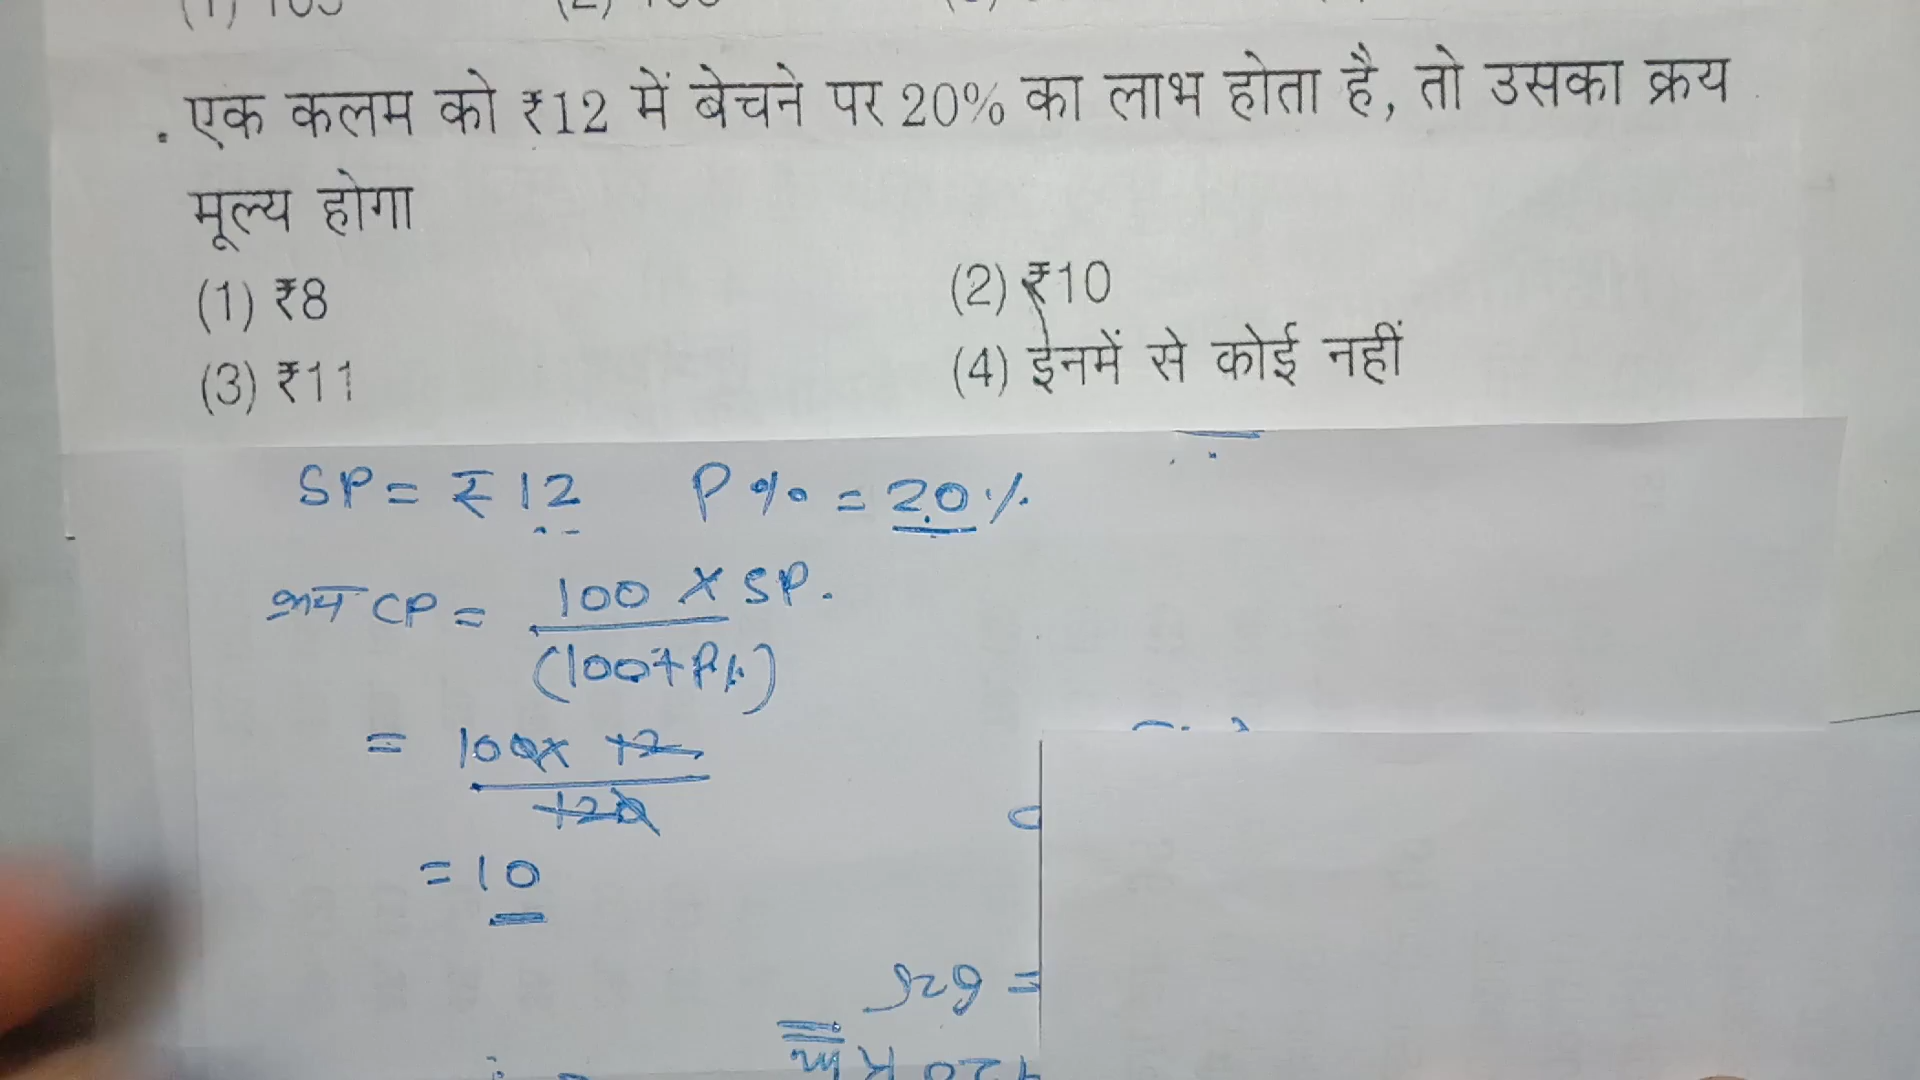 . एक कलम को ₹12 में बेचने पर 20% का लाभ होता है, तो उसका क्रय
मूल्य होगा
(1) ₹8 (2) ₹10
(3) ₹11 (4) इनमें से कोई नहीं
SP = ₹ 12 P % = 20 %
क्रय CP = 100 × SP.
(100+P%)
= 100 × 12
120
= 10